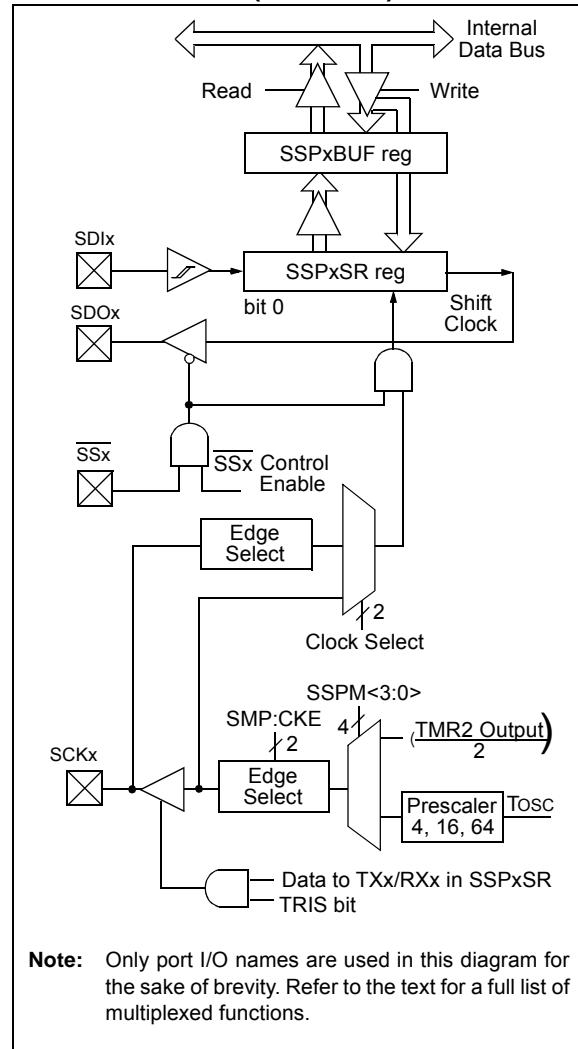 Internal
Data Bus
Read
Write
SSPxBUF reg
SDIx
SSPxSR reg
bit 0
Shift
Clock
SDOx
SSx
SSx Control
Enable
Edge
Select
2
Clock Select
SSPM<3:0>
SMP:CKE
4
2
(TMR2 Output)
2
SCKx
Edge
Select
Prescaler
4, 16, 64
TOSC
Data to TXx/RXx in SSPxSR
TRIS bit
Note: Only port I/O names are used in this diagram for
the sake of brevity. Refer to the text for a full list of
multiplexed functions.